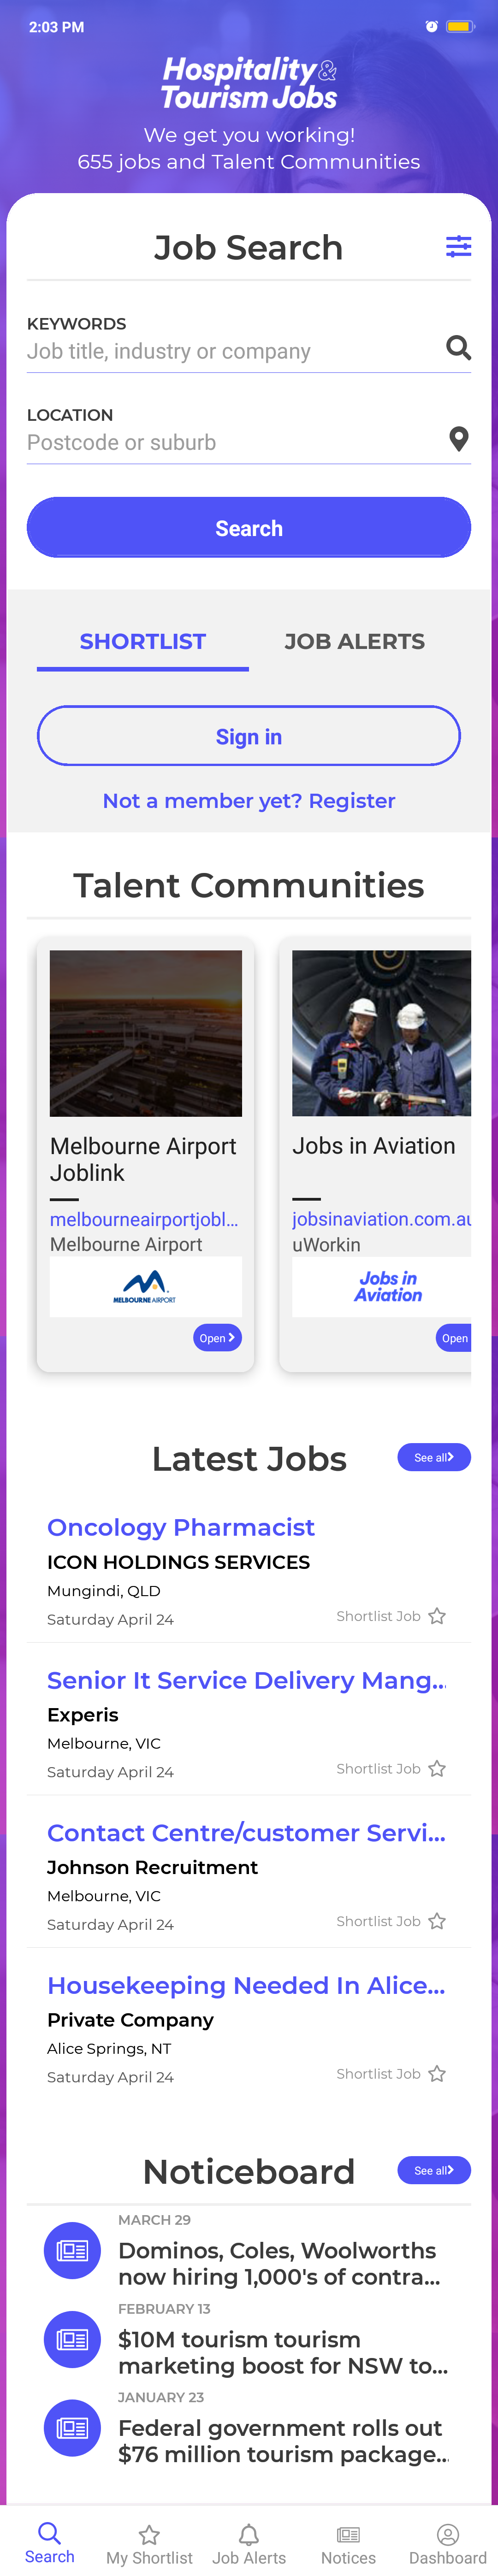 2:03 PM
Hospitality &
Tourism Jobs
We get you working!
655 jobs and Talent Communities
Job Search
KEYWORDS
Job title, industry or company
LOCATION
Postcode or suburb
Search
SHORTLIST
JOB ALERTS
Sign in
Not a member yet? Register
Talent Communities
Melbourne Airport
Joblink
melbourneairportjobl...
Melbourne Airport
MELBOURNE AIRPORT
Open
Jobs in Aviation
jobsinaviation.com.au
uWorkin
Jobs in
Aviation
Open
Latest Jobs
See all
Oncology Pharmacist
ICON HOLDINGS SERVICES
Mungindi, QLD
Saturday April 24
Shortlist Job
Senior It Service Delivery Mang...
Experis
Melbourne, VIC
Saturday April 24
Shortlist Job
Contact Centre/customer Servi...
Johnson Recruitment
Melbourne, VIC
Saturday April 24
Shortlist Job
Housekeeping Needed In Alice...
Private Company
Alice Springs, NT
Saturday April 24
Shortlist Job
Noticeboard
See all
MARCH 29
Dominos, Coles, Woolworths
now hiring 1,000's of contra...
FEBRUARY 13
$10M tourism tourism
marketing boost for NSW to...
JANUARY 23
Federal government rolls out
$76 million tourism package...
Search
My Shortlist
Job Alerts
Notices
Dashboard